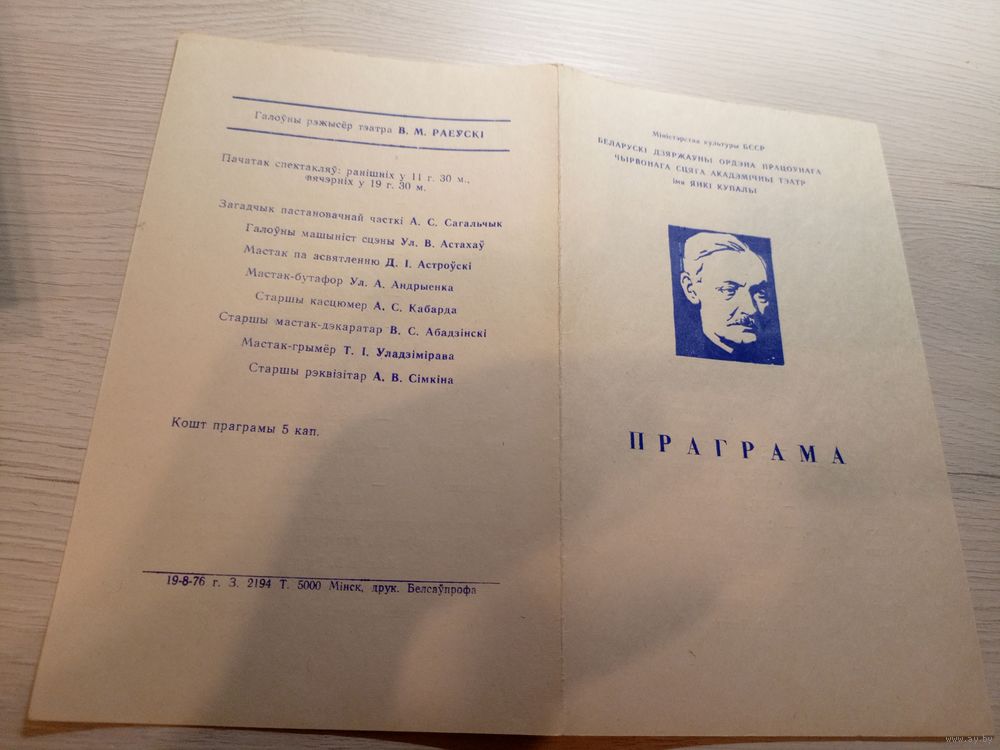 Галоўны рэжысёр тэатра В. М. РАЕЎСКІ
Пачатак спектакляў: ранішніх у 11 г. 30 м.,
вячэрніх у 19 г. 30 м.
Загадчык пастановачнай часткі А. С. Сагальчык
Галоўны машыніст сцэны Ул. В. Астахаў
Мастак па асвятленню Д. І. Астроўскі
Мастак-бутафор Ул. А. Андрыенка
Старшы касцюмер А. С. Кабарда
Старшы мастак-дэкаратар В. С. Абадзінскі
Мастак-грымёр Т. І. Уладзімірава
Старшы рэквізітар А. В. Сімкіна
Кошт праграмы 5 кап.
19-8-76 г. З. 2194 Т. 5000 Мінск, друк. Белсаўпрофа
Міністэрства культуры БССР
БЕЛАРУСКІ ДЗЯРЖАЎНЫ ОРДЭНА ПРАЦОЎНАГА
ЧЫРВОНАГА СЦЯГА АКАДЭМІЧНЫ ТЭАТР
імя ЯНКІ КУПАЛЫ
ПРАГРАМА
www.ay.by